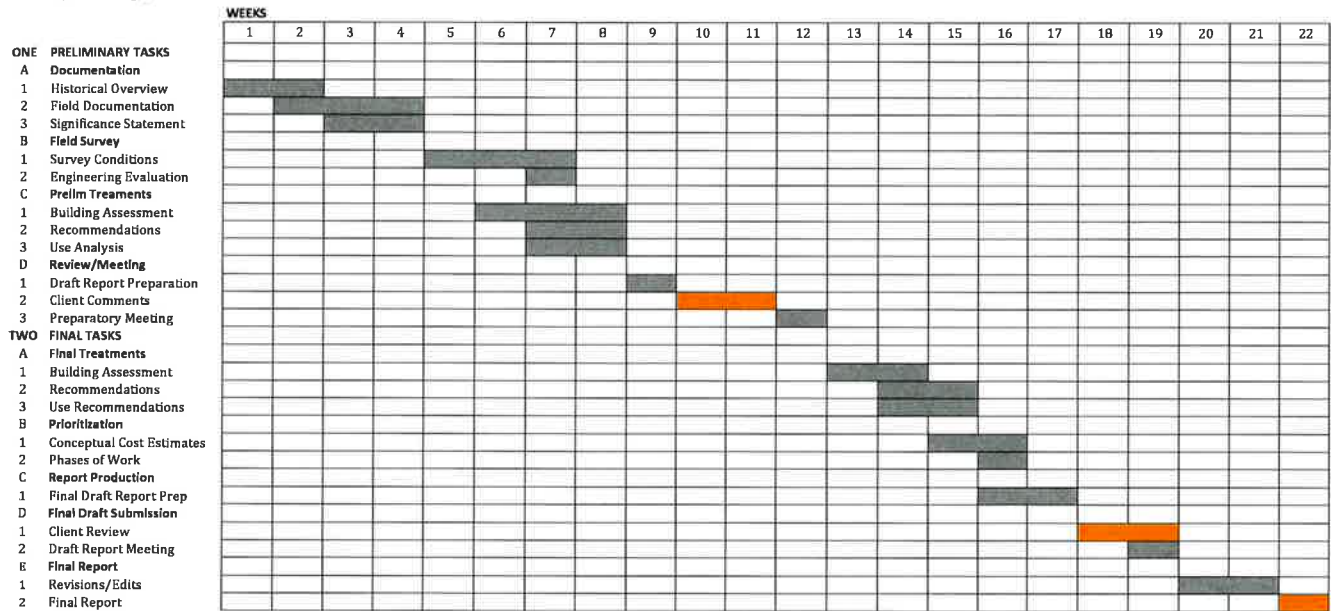 WEEKS
1 2 3 4 5 6 7 8 9 10 11 12 13 14 15 16 17 18 19 20 21 22
ONE PRELIMINARY TASKS
A Documentation
1 Historical Overview
2 Field Documentation
3 Significance Statement
B Field Survey
1 Survey Conditions
2 Engineering Evaluation
C Prelim Treaments
1 Building Assessment
2 Recommendations
3 Use Analysis
D Review/Meeting
1 Draft Report Preparation
2 Client Comments
3 Preparatory Meeting
TWO FINAL TASKS
A Final Treatments
1 Building Assessment
2 Recommendations
3 Use Recommendations
B Prioritization
1 Conceptual Cost Estimates
2 Phases of Work
C Report Production
1 Final Draft Report Prep
D Final Draft Submission
1 Client Review
2 Draft Report Meeting
E Final Report
1 Revisions/Edits
2 Final Report